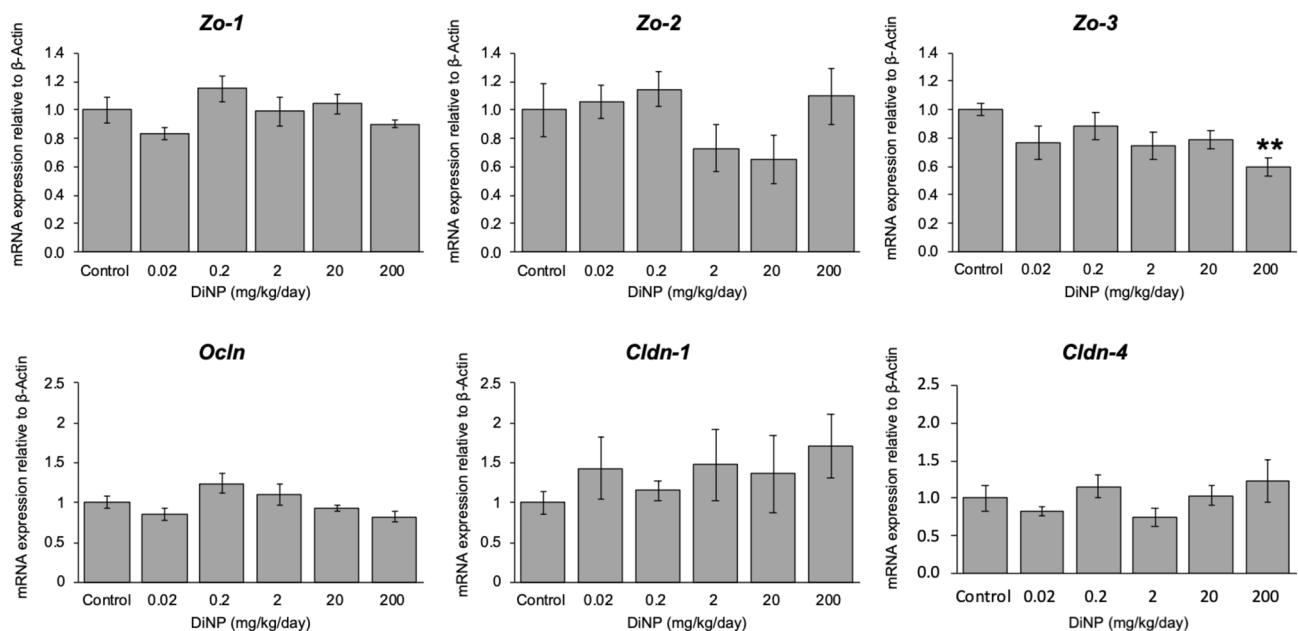 Zo-1
mRNA expression relative to β-Actin
1.4
1.2
1.0
0.8
0.6
0.4
0.2
0.0
Control 0.02 0.2 2 20 200
DiNP (mg/kg/day)
Zo-2
mRNA expression relative to β-Actin
1.4
1.2
1.0
0.8
0.6
0.4
0.2
0.0
Control 0.02 0.2 2 20 200
DiNP (mg/kg/day)
Zo-3
mRNA expression relative to β-Actin
1.4
1.2
1.0
0.8
0.6
0.4
0.2
0.0
**
Control 0.02 0.2 2 20 200
DiNP (mg/kg/day)
Ocln
mRNA expression relative to β-Actin
2.5
2
1.5
1
0.5
0
Control 0.02 0.2 2 20 200
DiNP (mg/kg/day)
Cldn-1
mRNA expression relative to β-Actin
2.5
2
1.5
1
0.5
0
Control 0.02 0.2 2 20 200
DiNP (mg/kg/day)
Cldn-4
mRNA expression relative to β-Actin
2.5
2.0
1.5
1.0
0.5
0.0
Control 0.02 0.2 2 20 200
DiNP (mg/kg/day)